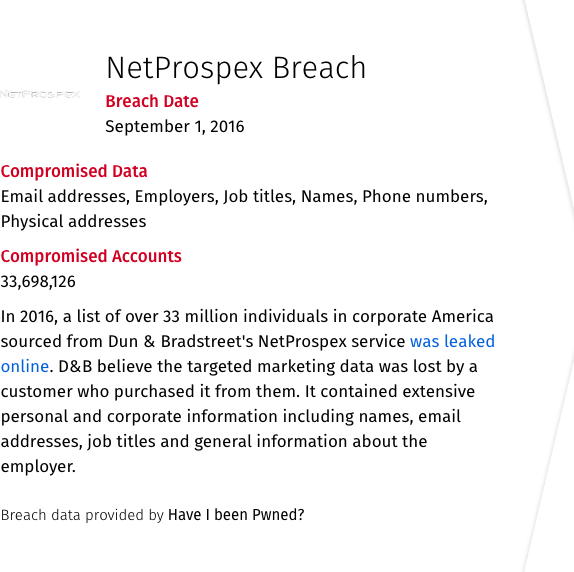 NetProspex Breach
NETPROSPEX
Breach Date
September 1, 2016
Compromised Data
Email addresses, Employers, Job titles, Names, Phone numbers,
Physical addresses
Compromised Accounts
33,698,126
In 2016, a list of over 33 million individuals in corporate America
sourced from Dun & Bradstreet's NetProspex service was leaked
online. D&B believe the targeted marketing data was lost by a
customer who purchased it from them. It contained extensive
personal and corporate information including names, email
addresses, job titles and general information about the
employer.
Breach data provided by Have I been Pwned?